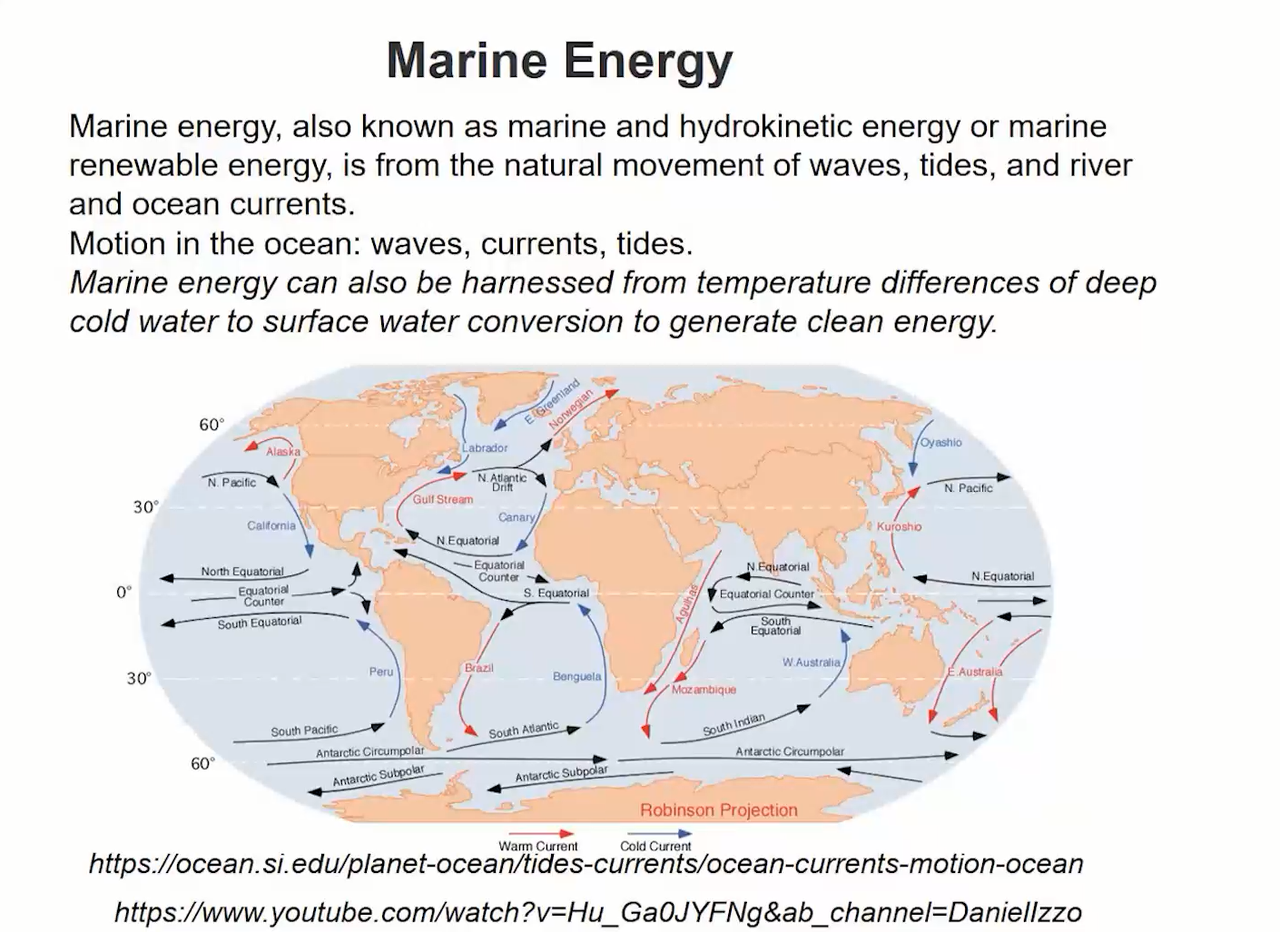 Marine Energy
Marine energy, also known as marine and hydrokinetic energy or marine
renewable energy, is from the natural movement of waves, tides, and river
and ocean currents.
Motion in the ocean: waves, currents, tides.
Marine energy can also be harnessed from temperature differences of deep
cold water to surface water conversion to generate clean energy.
E. Greenland
Norwegian
60°
Alaska
Labrador
Oyashio
N. Pacific
N. Atlantic
Drift
N. Pacific
Gulf Stream
30°
California
Canary
Kuroshio
N.Equatorial
North Equatorial
Equatorial
Counter
N.Equatorial
N.Equatorial
0°
Equatorial
Counter
S. Equatorial
Equatorial Counter
Agulhas
South Equatorial
South
Equatorial
Peru
Brazil
Benguela
W.Australia
E.Australia
30°
Mozambique
South Pacific
South Atlantic
South Indian
Antarctic Circumpolar
Antarctic Circumpolar
60°
Antarctic Subpolar
Antarctic Subpolar
Robinson Projection
Warm Current
Cold Current
https://ocean.si.edu/planet-ocean/tides-currents/ocean-currents-motion-ocean
https://www.youtube.com/watch?v=Hu_Ga0JYFNg&ab_channel=DanielIzzo